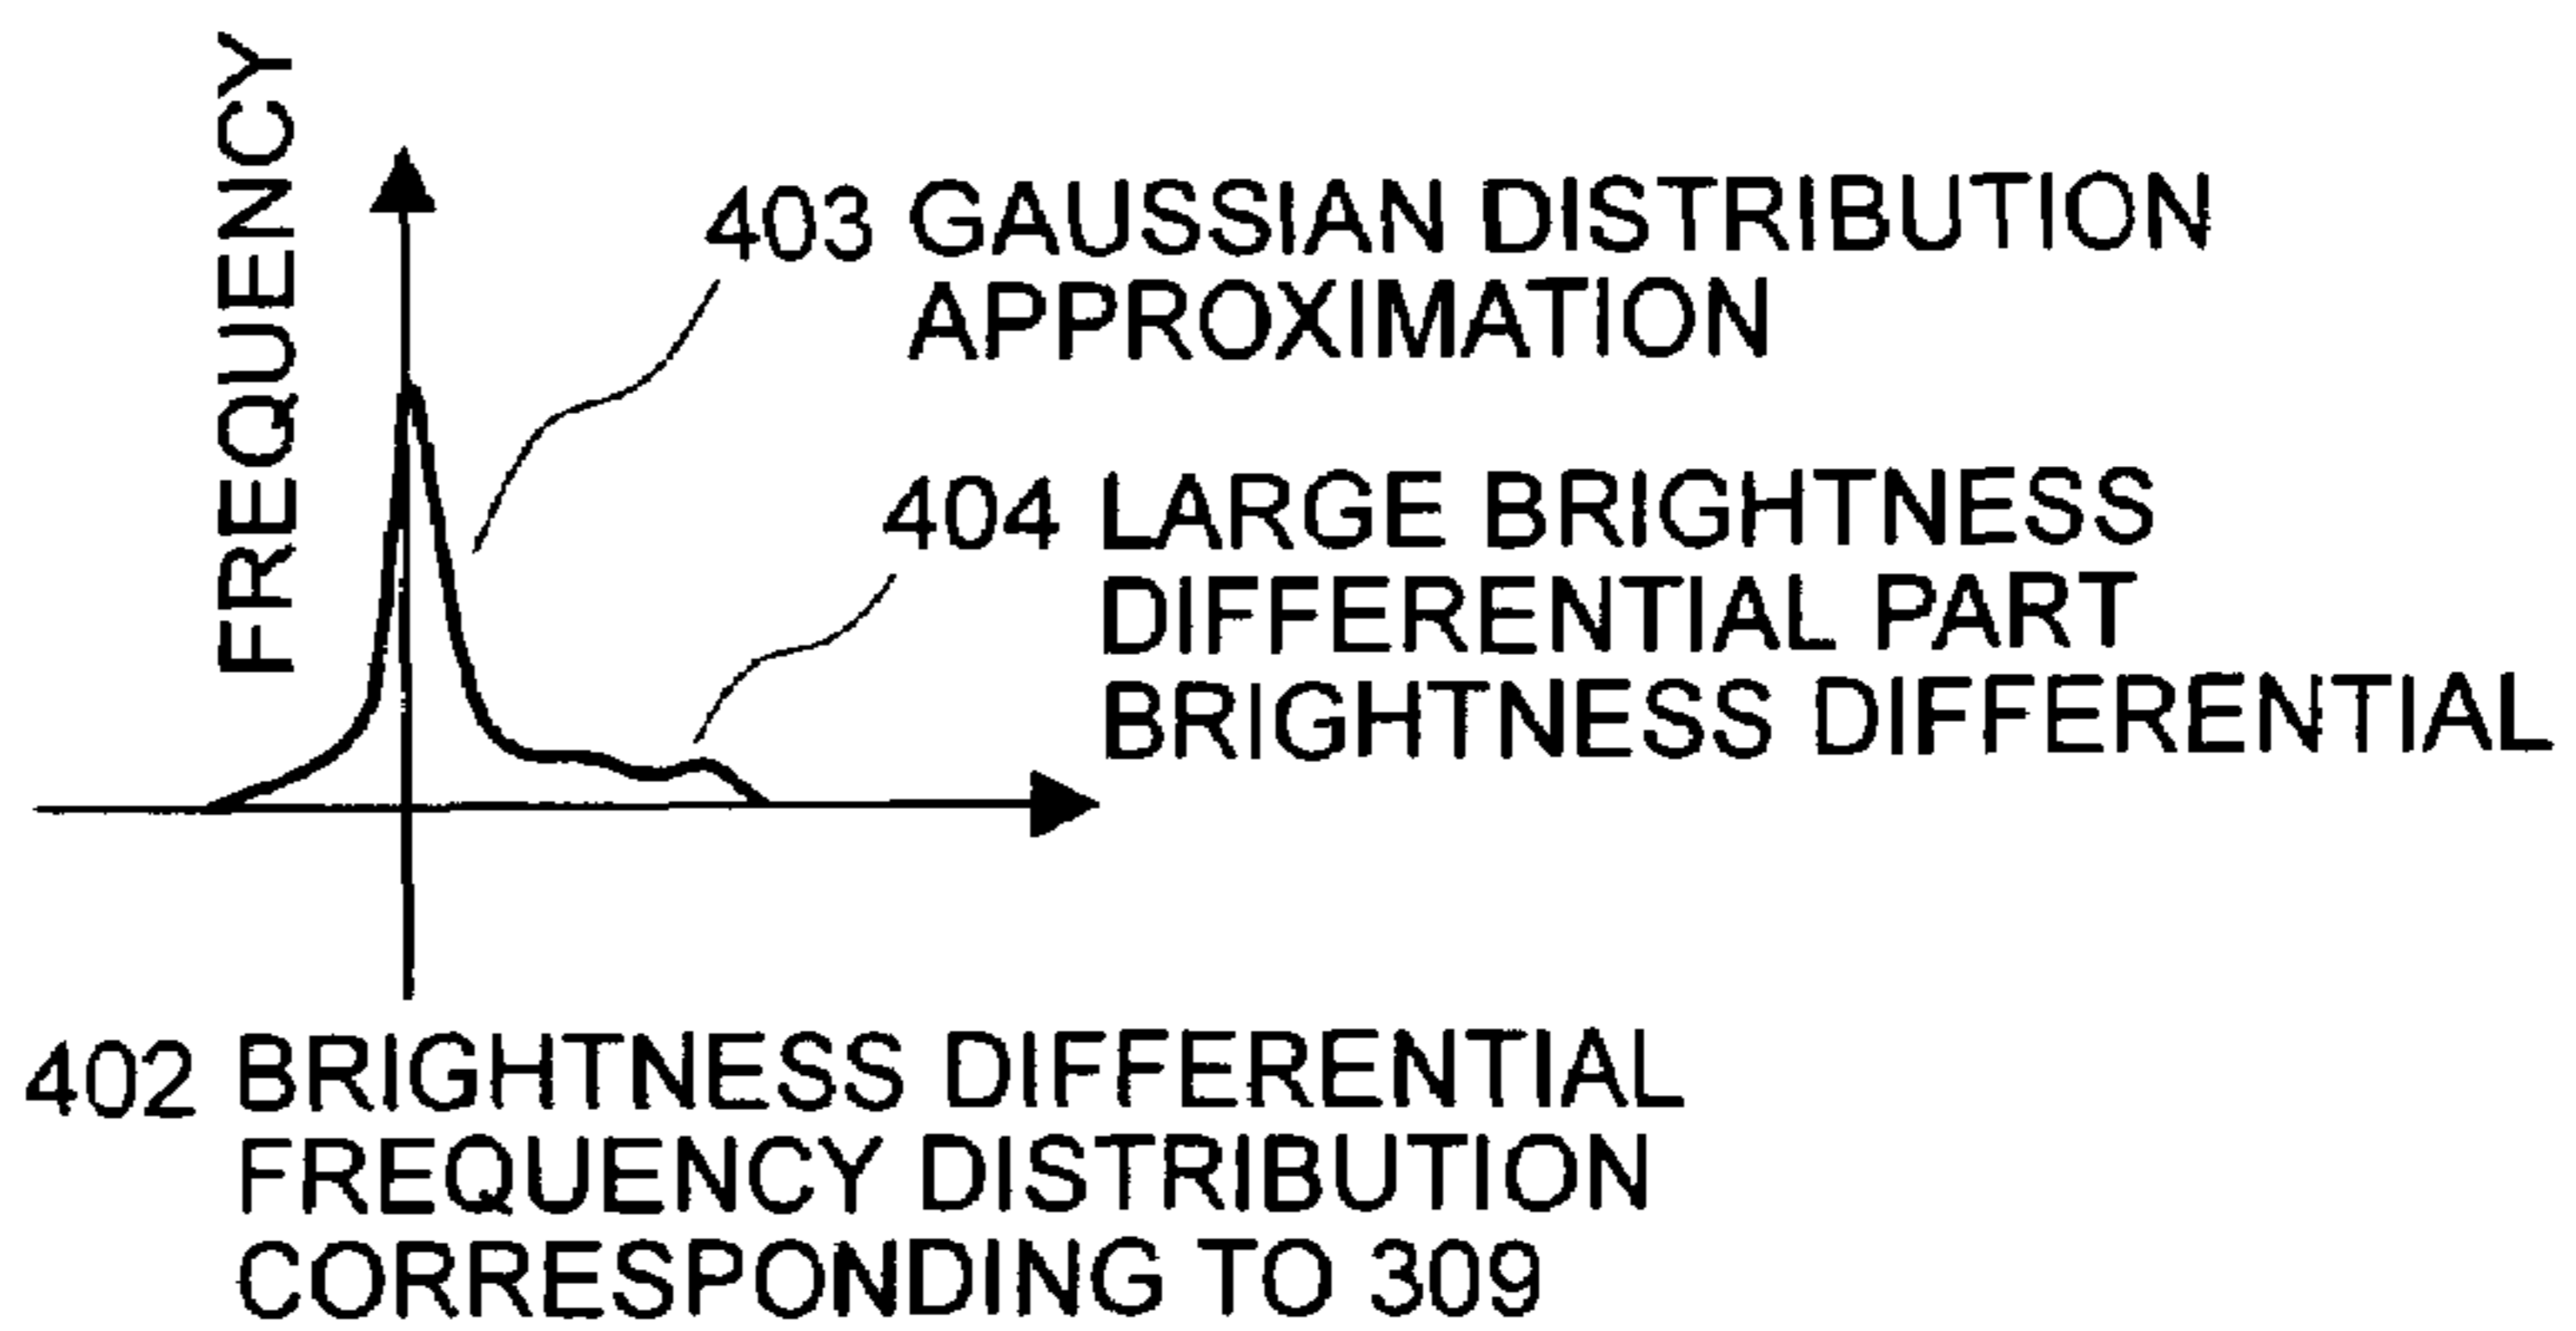 FREQUENCY
403 GAUSSIAN DISTRIBUTION
APPROXIMATION
404 LARGE BRIGHTNESS
DIFFERENTIAL PART
BRIGHTNESS DIFFERENTIAL
402 BRIGHTNESS DIFFERENTIAL
FREQUENCY DISTRIBUTION
CORRESPONDING TO 309